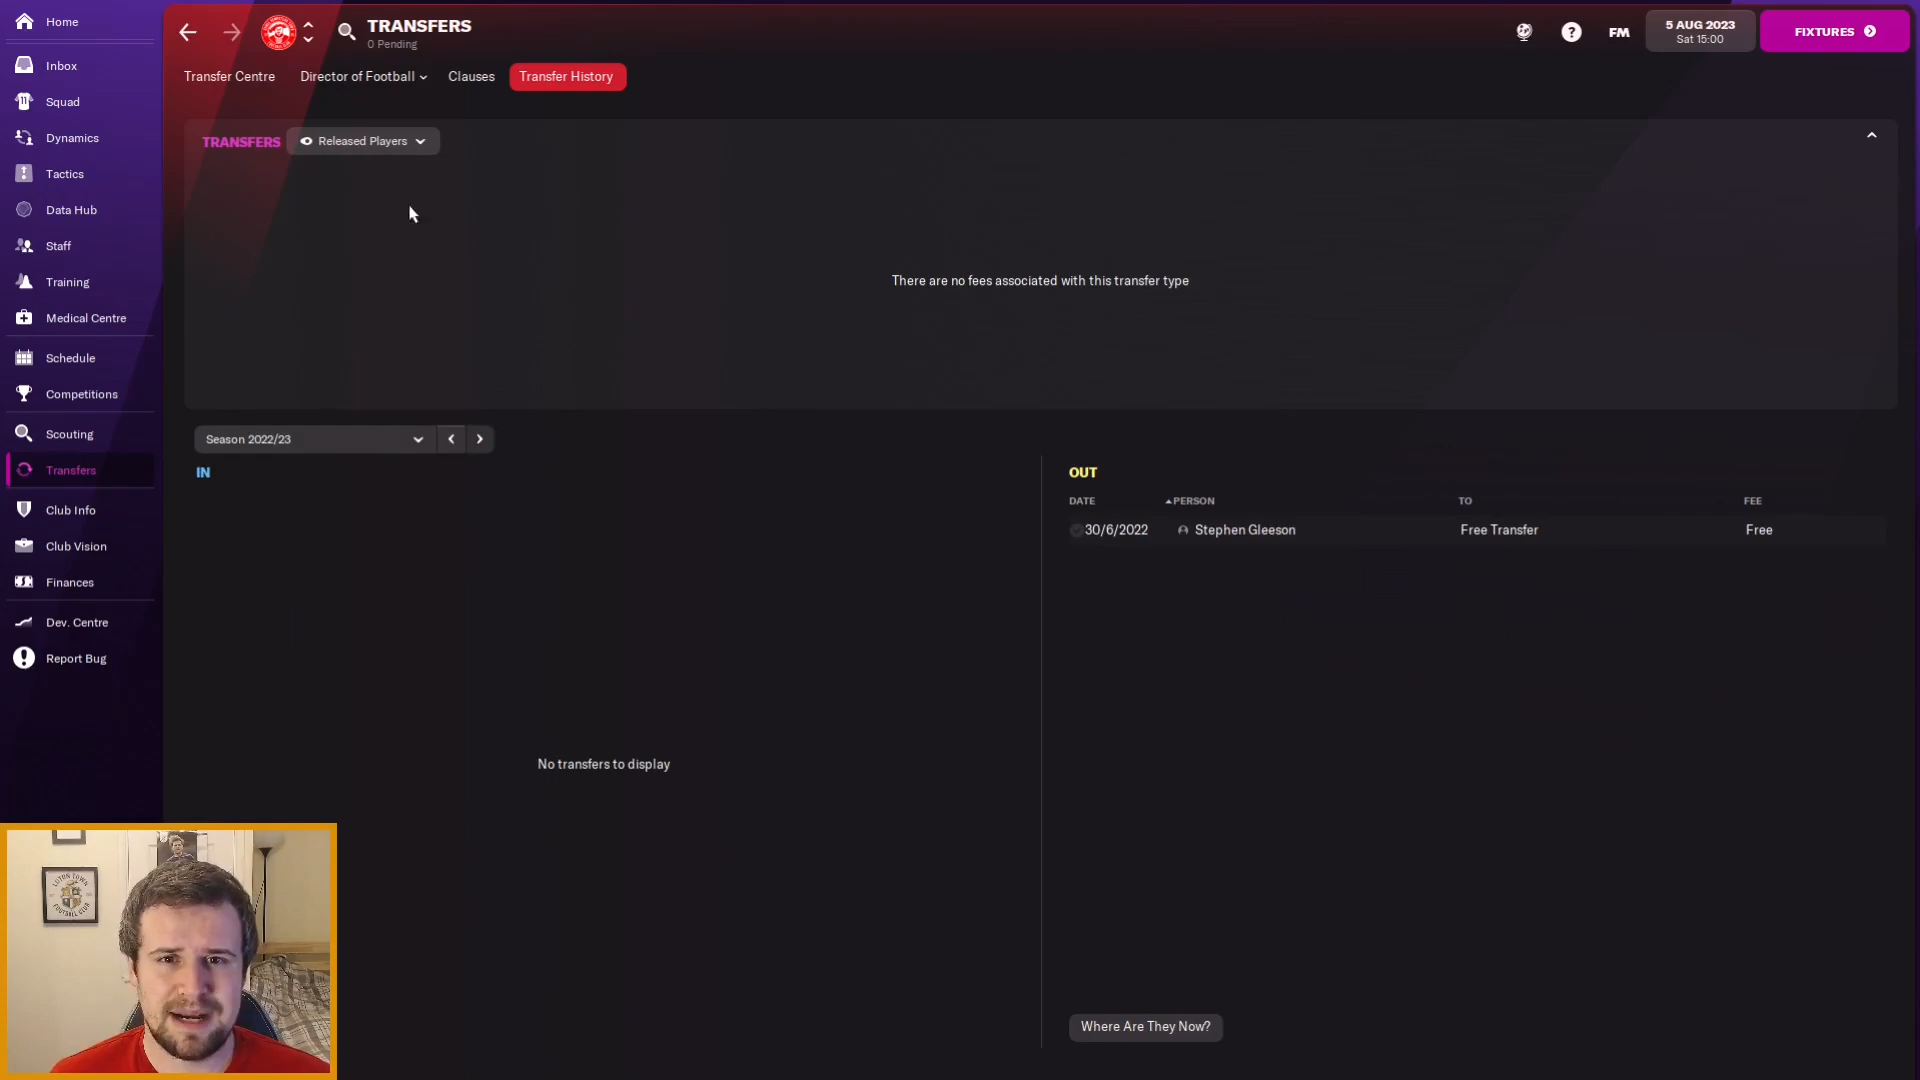 Home
TRANSFERS
0 Pending
FM
5 AUG 2023
Sat 15:00
FIXTURES
Inbox
Squad
Dynamics
Tactics
Data Hub
Staff
Training
Medical Centre
Schedule
Competitions
Scouting
Transfers
Club Info
Club Vision
Finances
Dev. Centre
Report Bug
Transfer Centre
Director of Football
Clauses
Transfer History
TRANSFERS
Released Players
There are no fees associated with this transfer type
Season 2022/23
IN
No transfers to display
OUT
DATE PERSON TO FEE
30/6/2022 Stephen Gleeson Free Transfer Free
Where Are They Now?
LUTON TOWN
FOOTBALL CLUB